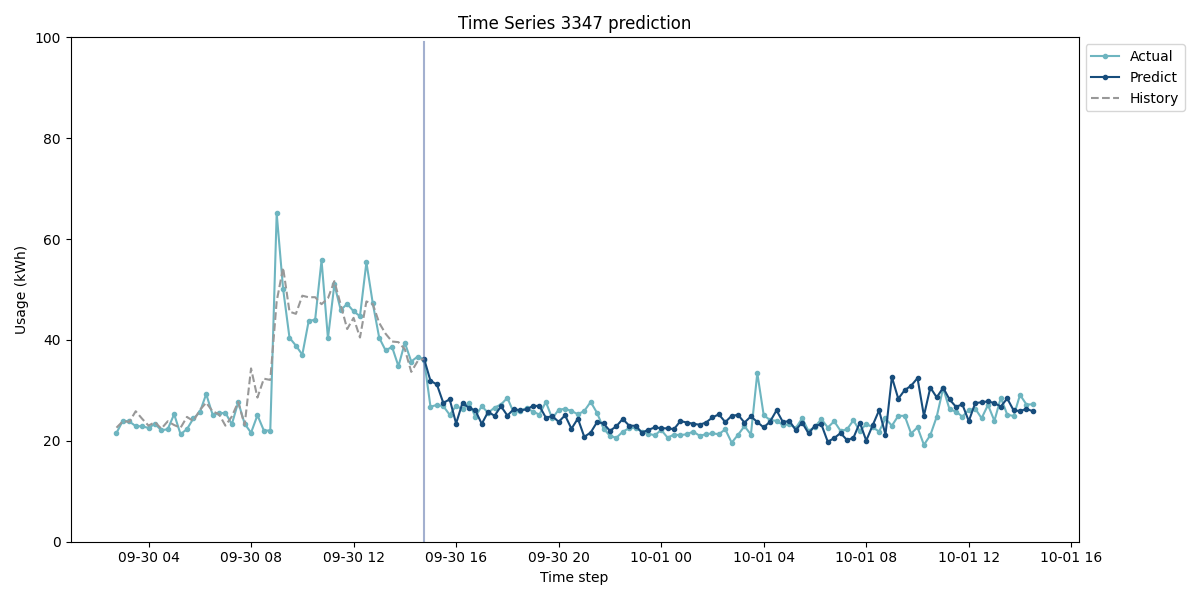 Time Series 3347 prediction
Usage (kWh)
100
80
60
40
20
0
09-30 04
09-30 08
09-30 12
09-30 16
09-30 20
10-01 00
10-01 04
10-01 08
10-01 12
10-01 16
Time step
Actual
Predict
History